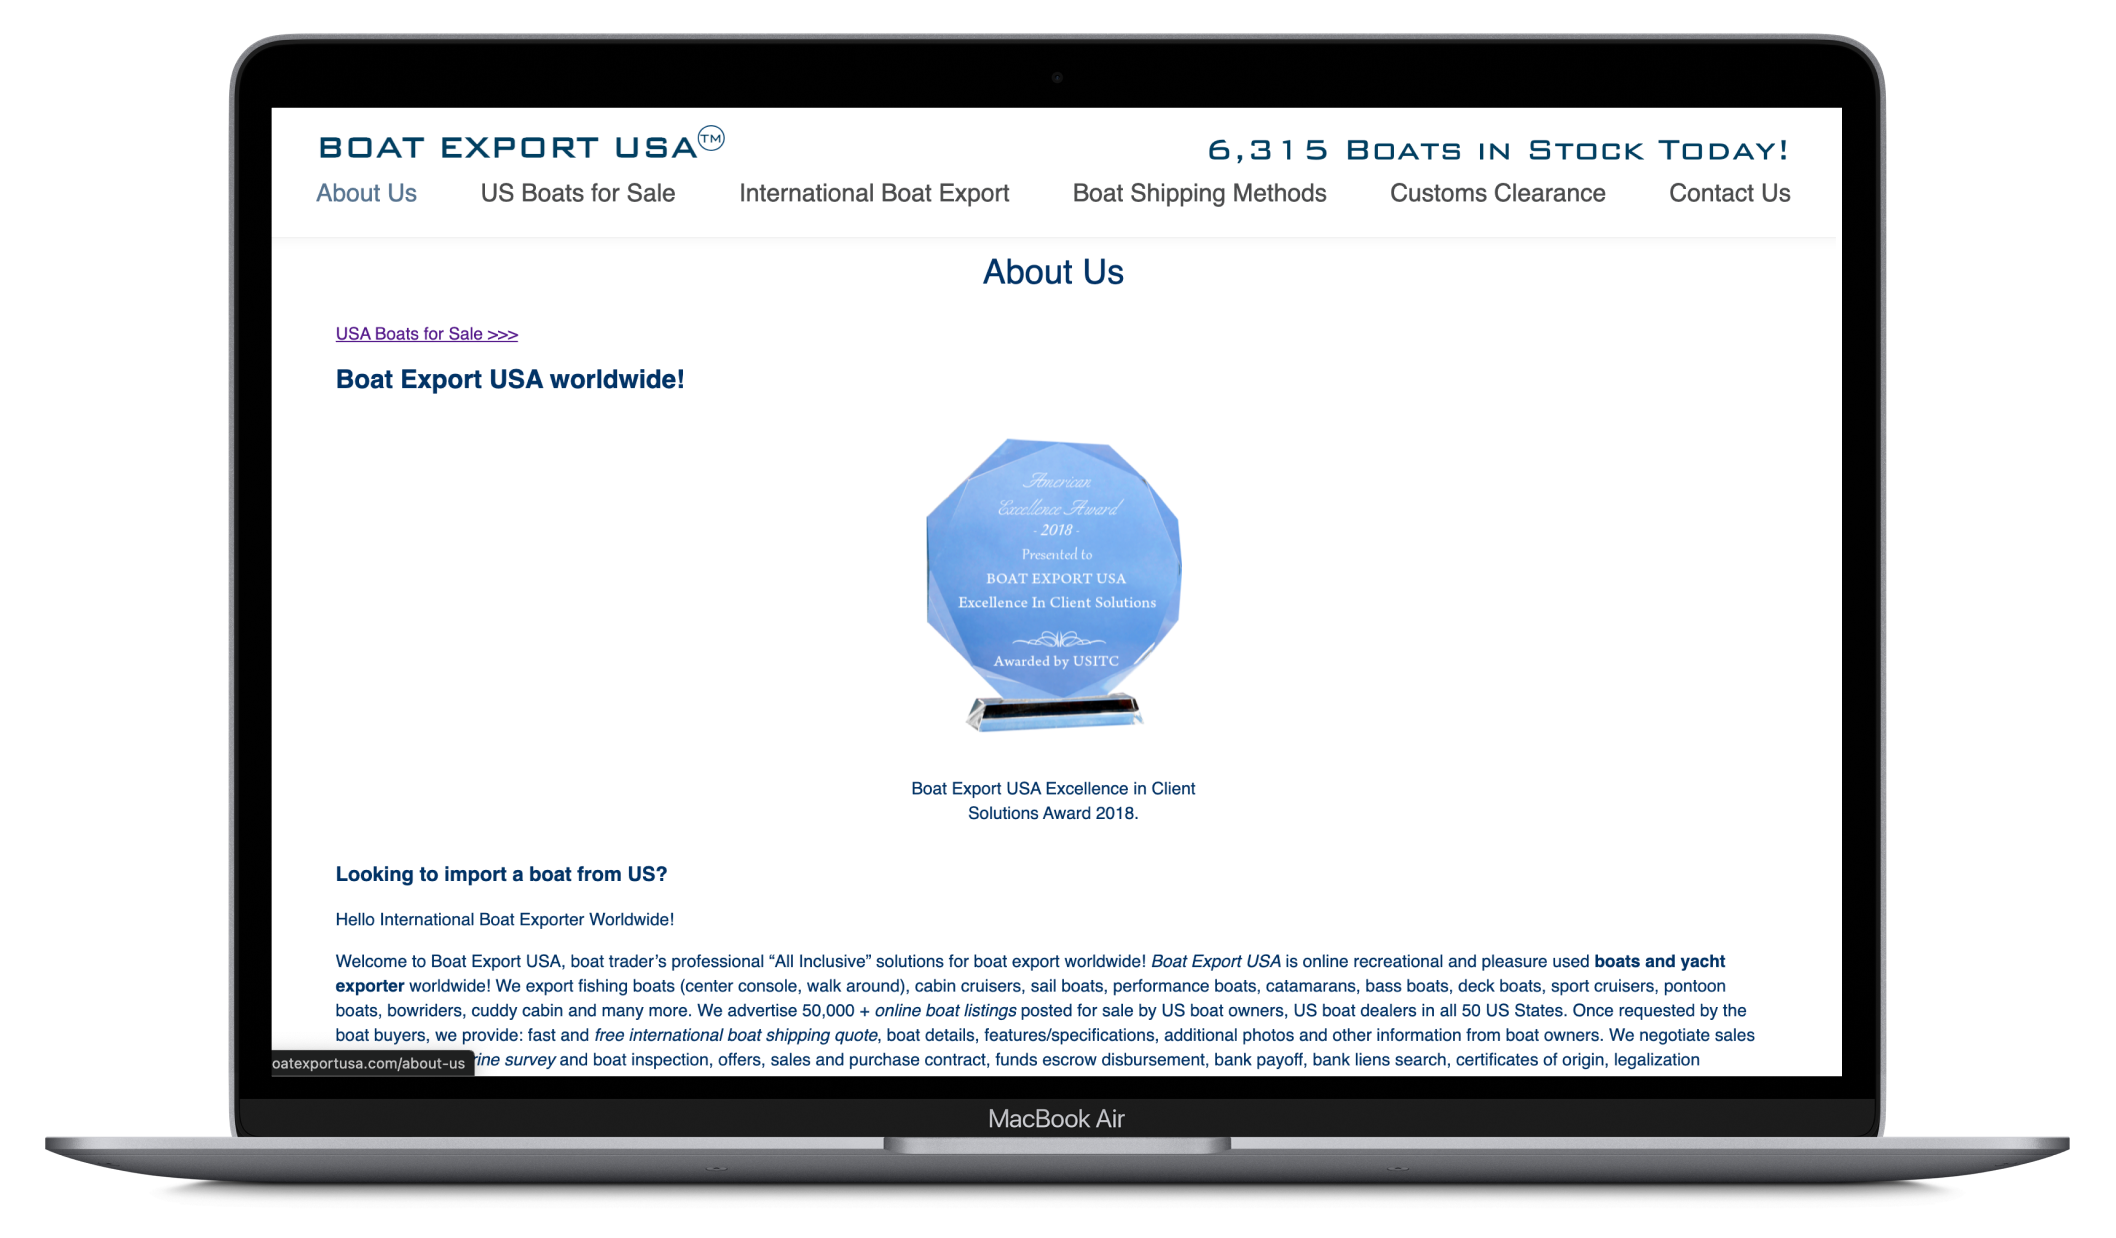 BOAT EXPORT USA™
6,315 Boats in Stock Today!
About Us
US Boats for Sale
International Boat Export
Boat Shipping Methods
Customs Clearance
Contact Us
About Us
USA Boats for Sale >>>
Boat Export USA worldwide!
American
Excellence Award
- 2018 -
Presented to
BOAT EXPORT USA
Excellence In Client Solutions
Awarded by USITC
Boat Export USA Excellence in Client
Solutions Award 2018.
Looking to import a boat from US?
Hello International Boat Exporter Worldwide!
Welcome to Boat Export USA, boat trader’s professional “All Inclusive” solutions for boat export worldwide! Boat Export USA is online recreational and pleasure used boats and yacht
exporter worldwide! We export fishing boats (center console, walk around), cabin cruisers, sail boats, performance boats, catamarans, bass boats, deck boats, sport cruisers, pontoon
boats, bowriders, cuddy cabin and many more. We advertise 50,000 + online boat listings posted for sale by US boat owners, US boat dealers in all 50 US States. Once requested by the
boat buyers, we provide: fast and free international boat shipping quote, boat details, features/specifications, additional photos and other information from boat owners. We negotiate sales
survey and boat inspection, offers, sales and purchase contract, funds escrow disbursement, bank payoff, bank liens search, certificates of origin, legalization
oatexportusa.com/about-us
MacBook Air